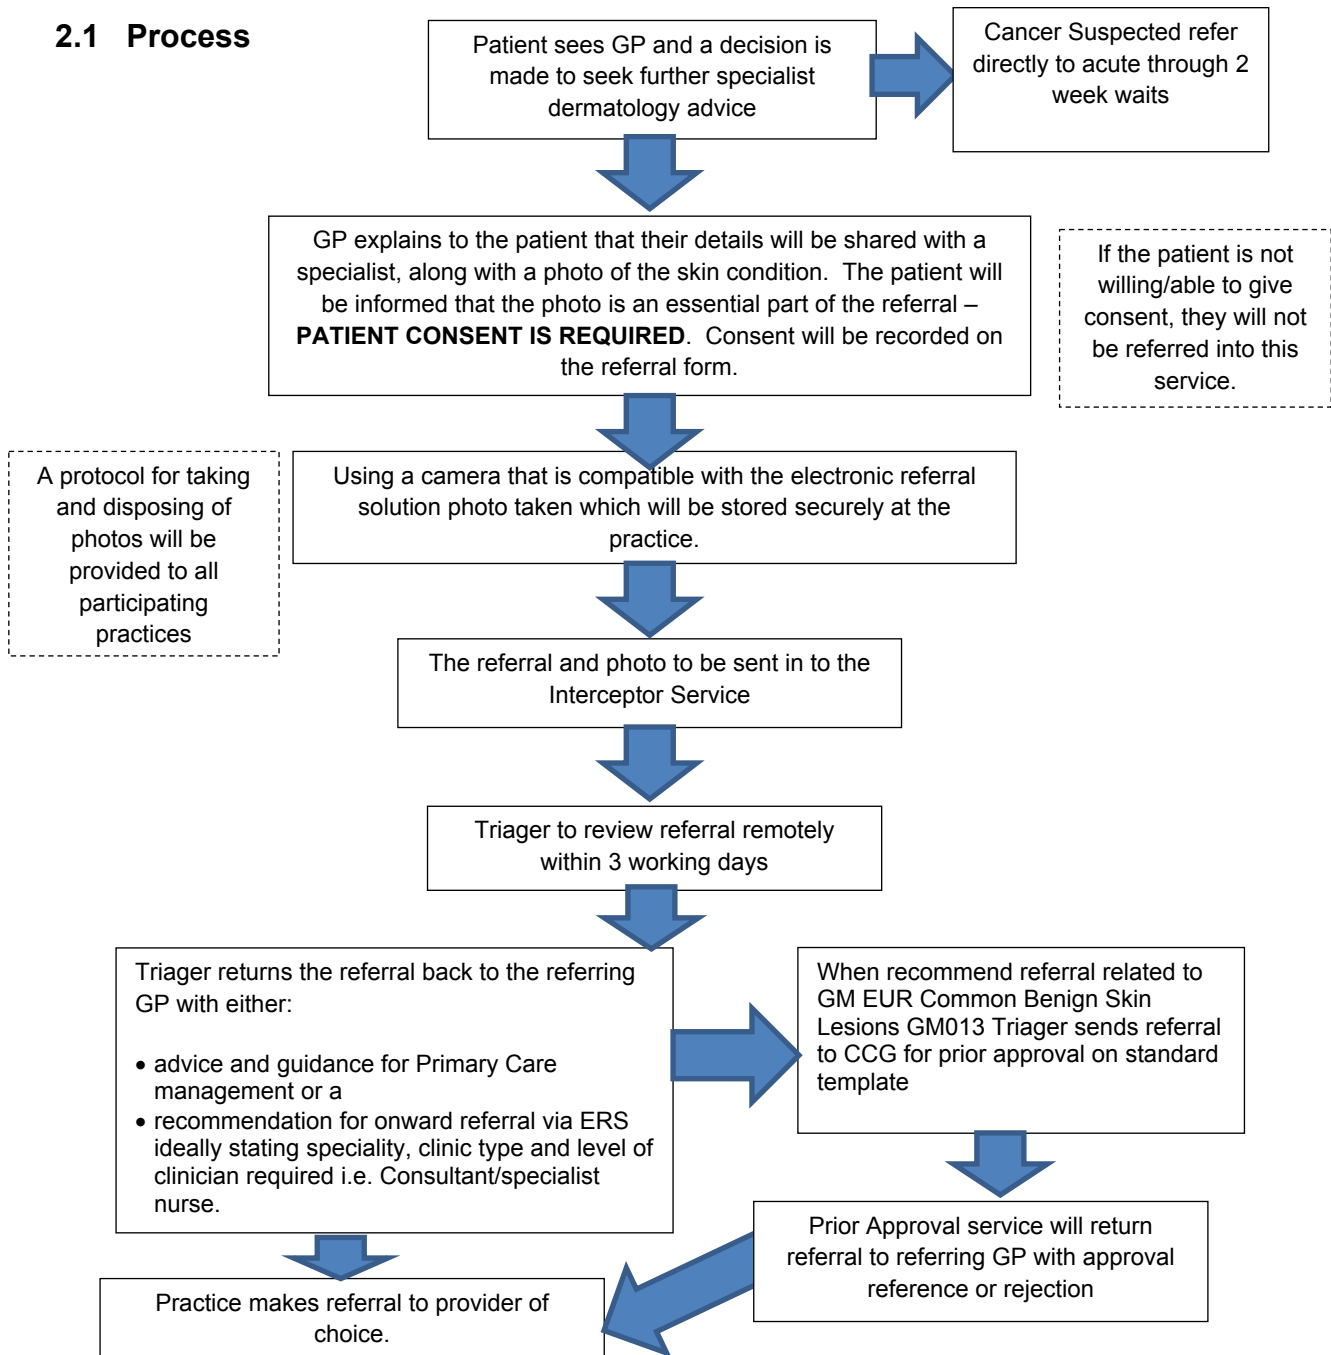 2.1 Process
Patient sees GP and a decision is
made to seek further specialist
dermatology advice
Cancer Suspected refer
directly to acute through 2
week waits
GP explains to the patient that their details will be shared with a
specialist, along with a photo of the skin condition. The patient will
be informed that the photo is an essential part of the referral –
PATIENT CONSENT IS REQUIRED. Consent will be recorded on
the referral form.
If the patient is not
willing/able to give
consent, they will not
be referred into this
service.
A protocol for taking
and disposing of
photos will be
provided to all
participating
practices
Using a camera that is compatible with the electronic referral
solution photo taken which will be stored securely at the
practice.
The referral and photo to be sent in to the
Interceptor Service
Triager to review referral remotely
within 3 working days
Triager returns the referral back to the referring
GP with either:
• advice and guidance for Primary Care
management or a
• recommendation for onward referral via ERS
ideally stating speciality, clinic type and level of
clinician required i.e. Consultant/specialist
nurse.
When recommend referral related to
GM EUR Common Benign Skin
Lesions GM013 Triager sends referral
to CCG for prior approval on standard
template
Prior Approval service will return
referral to referring GP with approval
reference or rejection
Practice makes referral to provider of
choice.